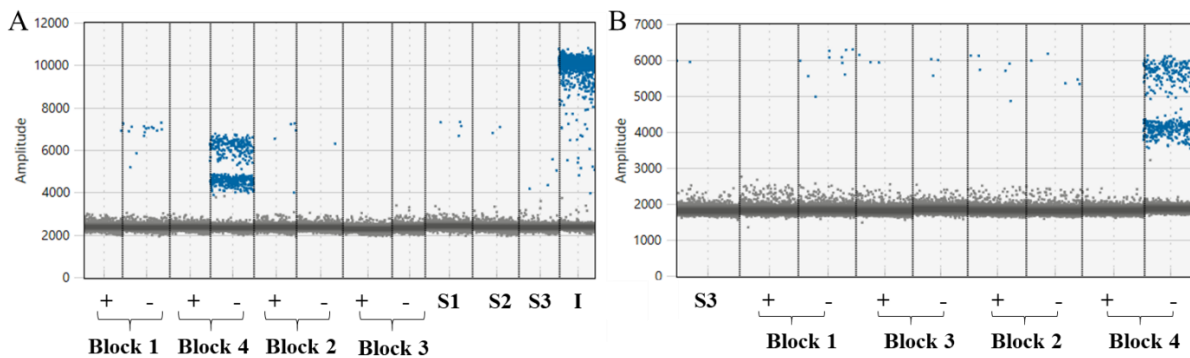 A
Amplitude
12000
10000
8000
6000
4000
2000
0
+ - + - + - + - S1 S2 S3 I
Block 1 Block 4 Block 2 Block 3
B
Amplitude
7000
6000
5000
4000
3000
2000
1000
0
S3 + - + - + - + -
Block 1 Block 3 Block 2 Block 4